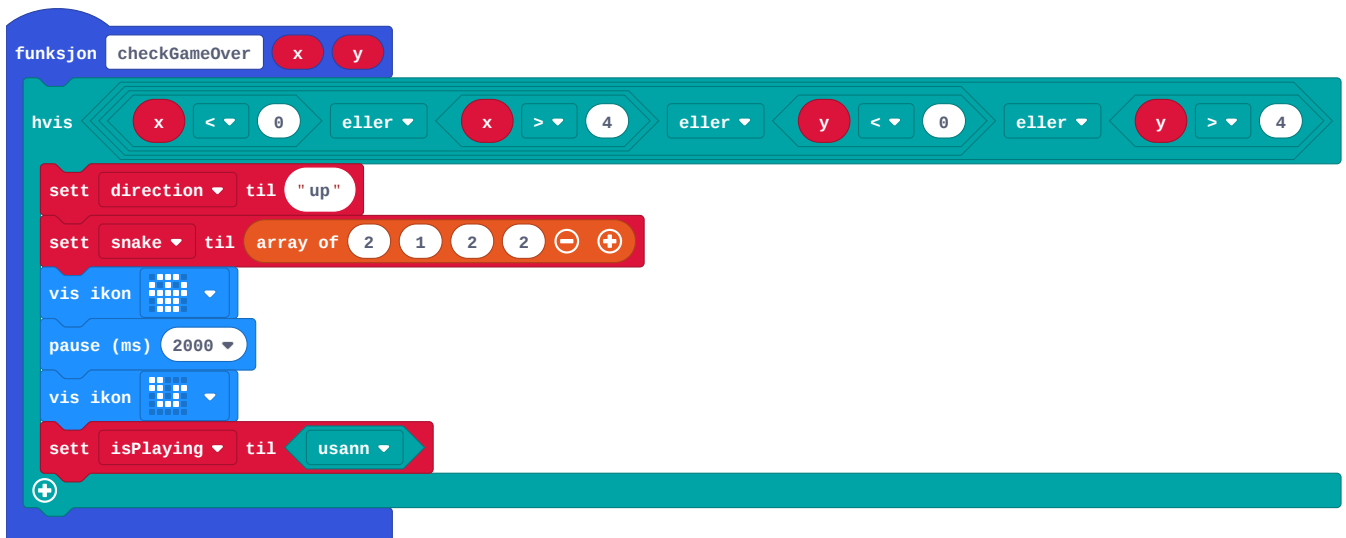 funksjon checkGameOver x y
hvis x < 0 eller x > 4 eller y < 0 eller y > 4
sett direction til "up"
sett snake til array of 2 1 2 2
vis ikon
pause (ms) 2000
vis ikon
sett isPlaying til usann